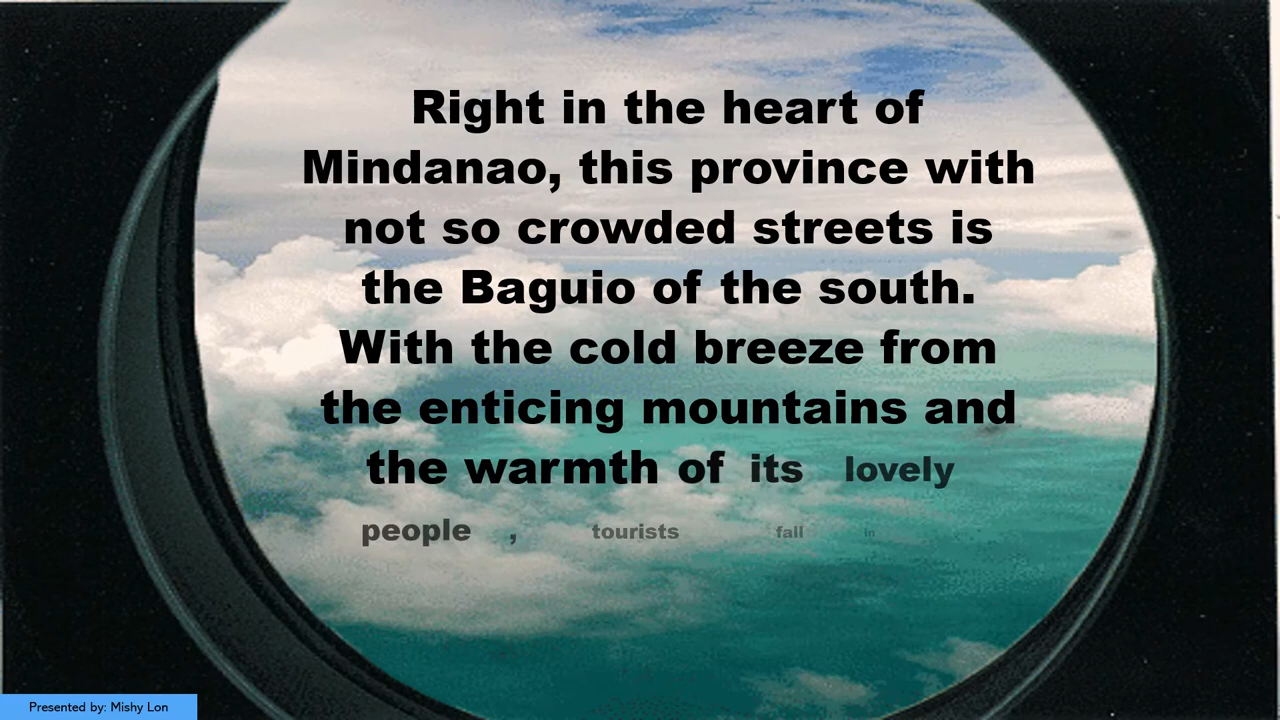 Right in the heart of
Mindanao, this province with
not so crowded streets is
the Baguio of the south.
With the cold breeze from
the enticing mountains and
the warmth of its lovely
people , tourists fall in
Presented by: Mishy Lon